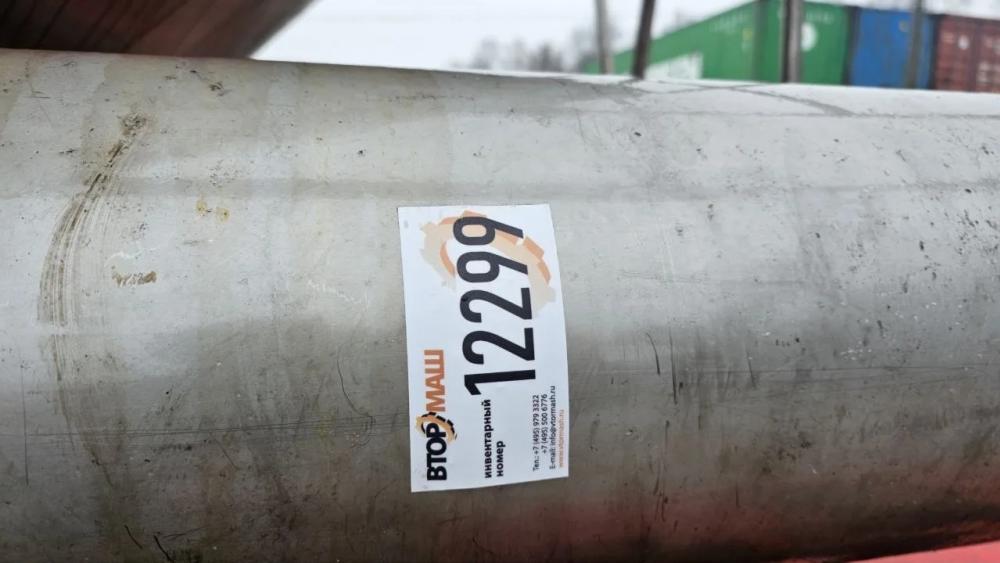 ВТОРМАШ
инвентарный
номер
12299
Тел.: +7 (495) 979 3322
+7 (495) 500 6776
E-mail: info@vtormash.ru
www.vtormash.ru